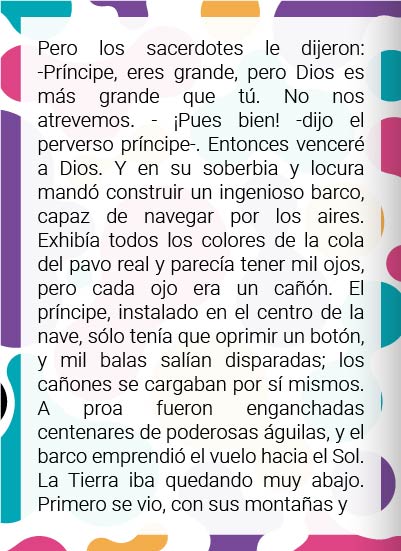 Pero los sacerdotes le dijeron:
-Príncipe, eres grande, pero Dios es
más grande que tú. No nos
atrevemos. - ¡Pues bien! -dijo el
perverso príncipe-. Entonces venceré
a Dios. Y en su soberbia y locura
mandó construir un ingenioso barco,
capaz de navegar por los aires.
Exhibía todos los colores de la cola
del pavo real y parecía tener mil ojos,
pero cada ojo era un cañón. El
príncipe, instalado en el centro de la
nave, sólo tenía que oprimir un botón,
y mil balas salían disparadas; los
cañones se cargaban por sí mismos.
A proa fueron enganchadas
centenares de poderosas águilas, y el
barco emprendió el vuelo hacia el Sol.
La Tierra iba quedando muy abajo.
Primero se vio, con sus montañas y